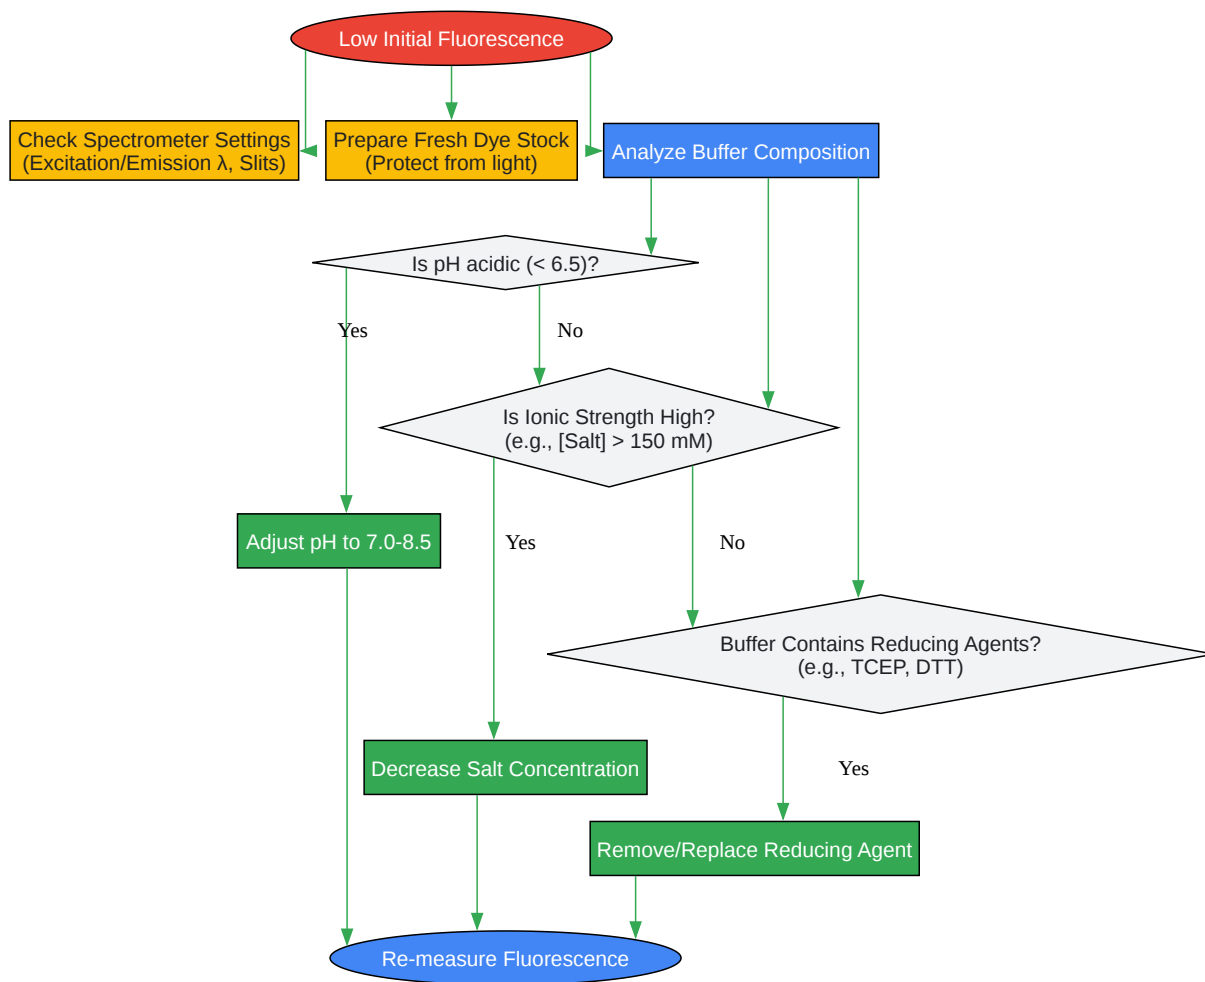 Low Initial Fluorescence
Check Spectrometer Settings
(Excitation/Emission λ, Slits)
Prepare Fresh Dye Stock
(Protect from light)
Analyze Buffer Composition
Is pH acidic (< 6.5)?
Yes
No
Is Ionic Strength High?
(e.g., [Salt] > 150 mM)
Adjust pH to 7.0-8.5
Yes
No
Buffer Contains Reducing Agents?
(e.g., TCEP, DTT)
Decrease Salt Concentration
Yes
Remove/Replace Reducing Agent
Re-measure Fluorescence